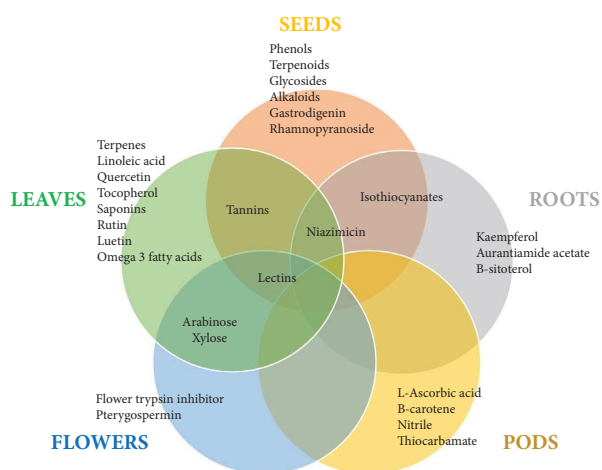 SEEDS
Phenols
Terpenoids
Glycosides
Alkaloids
Gastrodigenin
Rhamnopyranoside
LEAVES
Terpenes
Linoleic acid
Quercetin
Tocopherol
Saponins
Rutin
Luetin
Omega 3 fatty acids
Tannins
Isothiocyanates
Niazimicin
ROOTS
Kaempferol
Aurantiamide acetate
B-sitoterol
Lectins
Arabinose
Xylose
Flower trypsin inhibitor
Pterygospermin
FLOWERS
L-Ascorbic acid
B-carotene
Nitrile
Thiocarbamate
PODS